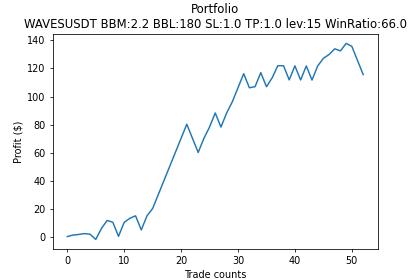 Portfolio
WAVESUSDT BBM:2.2 BBL:180 SL:1.0 TP:1.0 lev:15 WinRatio:66.0
140
120
100
80
60
40
20
0
Profit ($)
0 10 20 30 40 50
Trade counts